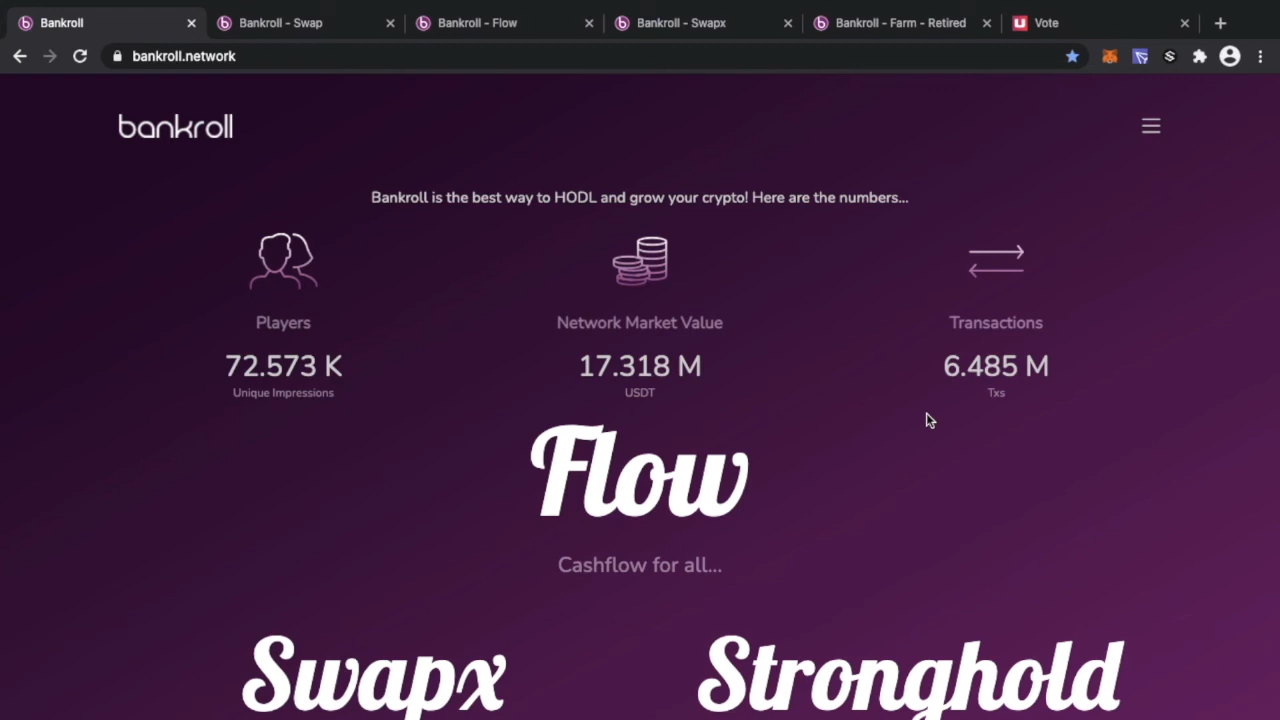 Bankroll
Bankroll - Swap
Bankroll - Flow
Bankroll - Swapx
Bankroll - Farm - Retired
Vote
bankroll.network
bankroll
Bankroll is the best way to HODL and grow your crypto! Here are the numbers...
Players
Network Market Value
Transactions
72.573 K
17.318 M
6.485 M
Unique Impressions
USDT
Txs
Flow
Cashflow for all...
Swapx
Stronghold